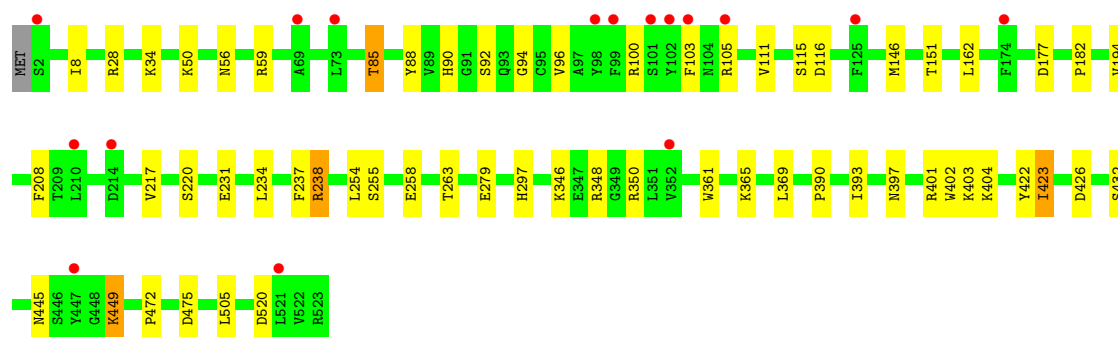 MET S2 I8 R28 K34 K50 N56 R59 A69 L73 T85 Y88 V89 H90 G91 S92 Q93 G94 C95 V96 A97 Y98 F99 R100 S101 Y102 F103 N104 R105 V111 S115 D116 F125 M146 T151 L162 F174 D177 P182
F208 T209 L210 D214 V217 S220 E231 L234 F237 R238 L254 S255 E258 T263 E279 H297 K346 E347 R348 G349 R350 L351 V352 W361 K365 L369 P390 I393 N397 R401 W402 K403 K404 Y422 I423 D426
N445 S446 Y447 G448 K449 P472 D475 L505 D520 L521 V522 R523